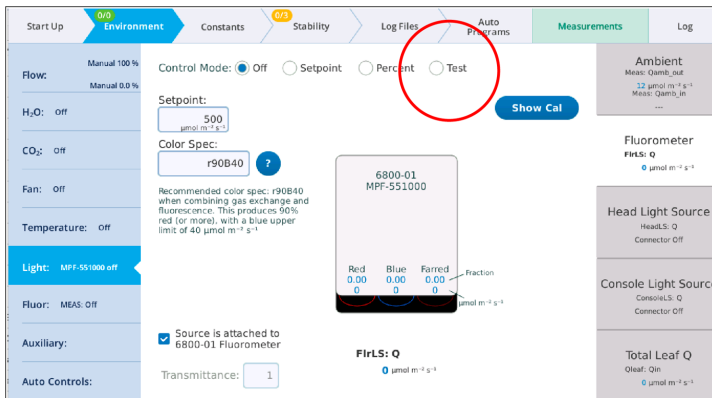 Start Up
0/0
Environment
Constants
0/3
Stability
Log Files
Auto
Programs
Measurements
Log
Flow:
Manual 100 %
Manual 0.0 %
H₂O: Off
CO₂: Off
Fan: Off
Temperature: Off
Light: MPF-551000 off
Fluor: MEAS: Off
Auxiliary:
Auto Controls:
Control Mode: Off Setpoint Percent Test
Setpoint:
500
μmol m⁻² s⁻¹
Show Cal
Color Spec:
r90B40 ?
Recommended color spec: r90B40
when combining gas exchange and
fluorescence. This produces 90%
red (or more), with a blue upper
limit of 40 μmol m⁻² s⁻¹
6800-01
MPF-551000
Red Blue Farred
0.00 0.00 0.00 Fraction
0 0 0 μmol m⁻² s⁻¹
Source is attached to
6800-01 Fluorometer
Transmittance: 1
FlrLS: Q
0 μmol m⁻² s⁻¹
Ambient
Meas: Qamb_out
12 μmol m⁻² s⁻¹
Meas: Qamb_in
---
Fluorometer
FlrLS: Q
0 μmol m⁻² s⁻¹
Head Light Source
HeadLS: Q
Connector Off
Console Light Source
ConsoleLS: Q
Connector Off
Total Leaf Q
Qleaf: Qin
0 μmol m⁻² s⁻¹